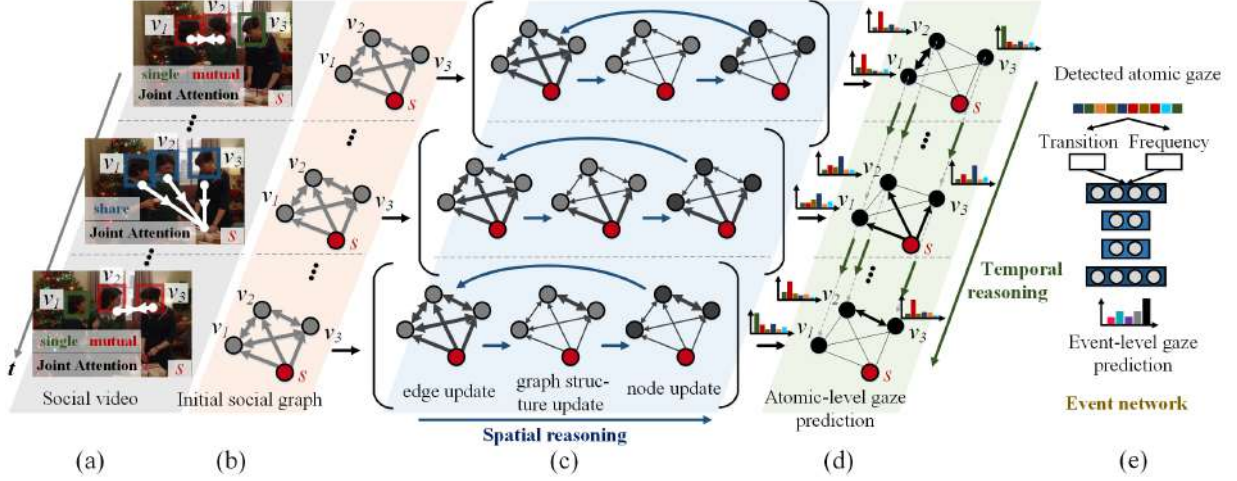 v1
v2
v3
single mutual
Joint Attention
s
v1
v2
v3
share
Joint Attention
s
v1
v2
v3
single mutual
Joint Attention
s
t
Social video
v1
v2
v3
s
v1
v2
v3
s
v1
v2
v3
s
Initial social graph
edge update
graph struc-
ture update
node update
Spatial reasoning
v1
v2
v3
s
v1
v2
v3
s
v1
v2
v3
s
Atomic-level gaze
prediction
Temporal
reasoning
Detected atomic gaze
Transition Frequency
Event-level gaze
prediction
Event network
(a) (b) (c) (d) (e)